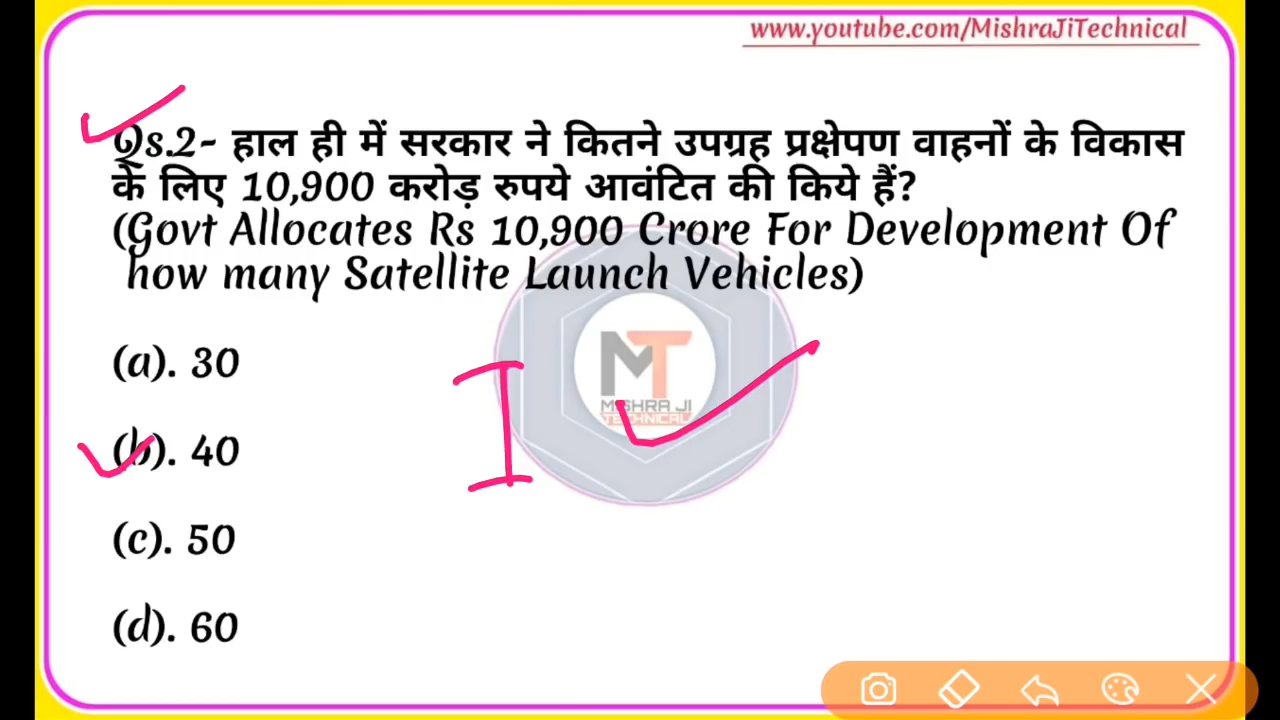 www.youtube.com/MishraJiTechnical
Qs.2- हाल ही में सरकार ने कितने उपग्रह प्रक्षेपण वाहनों के विकास
के लिए 10,900 करोड़ रुपये आवंटित की किये हैं?
(Govt Allocates Rs 10,900 Crore For Development Of
how many Satellite Launch Vehicles)
(a). 30
MT
MISHRA JI
TECHNICAL
I
(b). 40
(c). 50
(d). 60